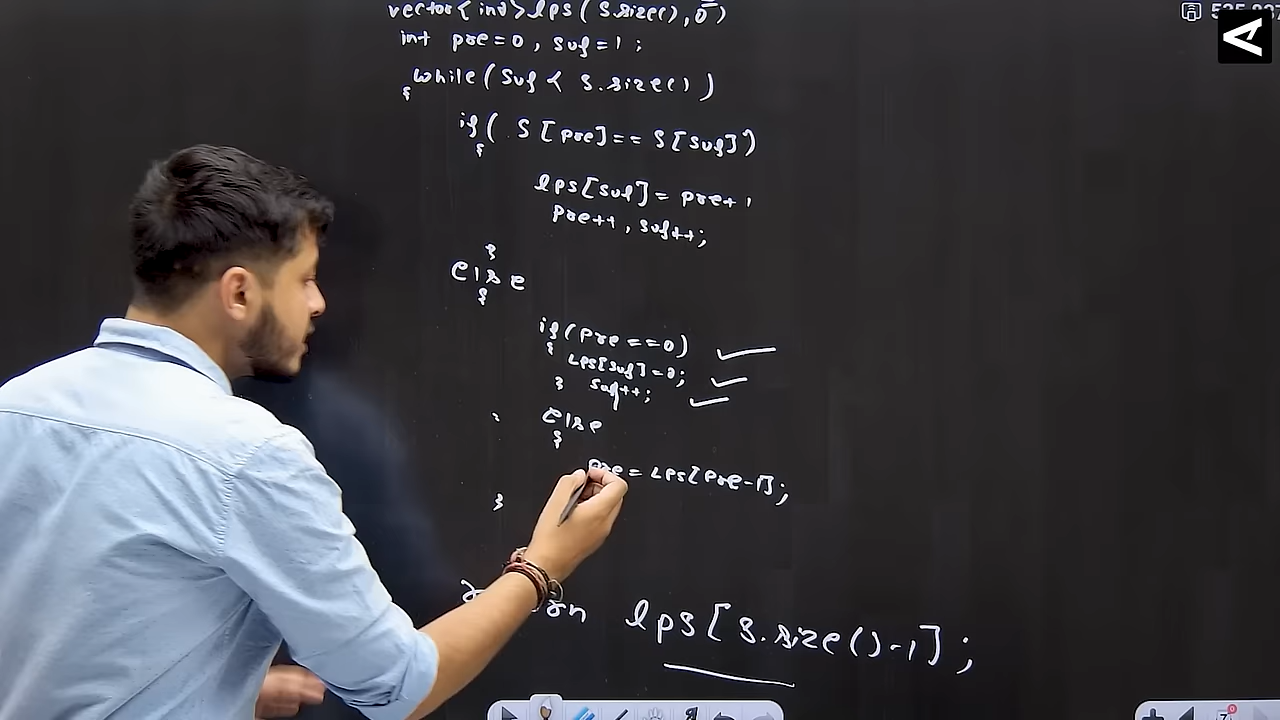 vector<int>lps(s.size(),0)
int pre=0, suf=1;
while(suf < s.size())
{
if( S[pre]== S[suf])
{
lps[suf]= pre+1
pre++, suf++;
}
else
{
if(pre==0)
{ LPS[suf]=0;
} suf++;
else
{
pre= LPS[pre-1];
}
lps[s.size()-1];